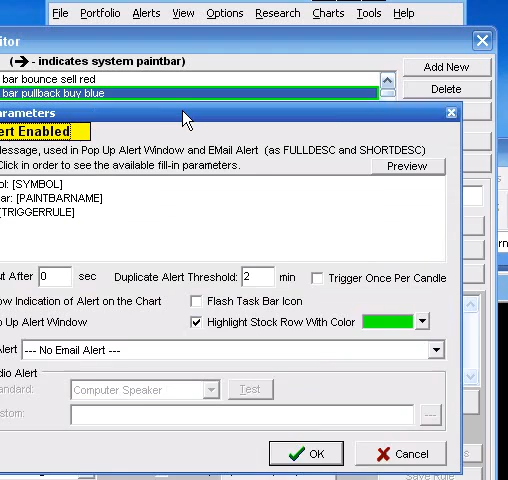 File Portfolio Alerts View Options Research Charts Tools Help
itor
(➔ - indicates system paintbar)
bar bounce sell red
bar pullback buy blue
Add New
Delete
arameters
ert Enabled
Message, used in Pop Up Alert Window and EMail Alert (as FULLDESC and SHORTDESC)
Click in order to see the available fill-in parameters.
Preview
ol: [SYMBOL]
ar: [PAINTBARNAME]
[TRIGGERRULE]
ut After 0 sec Duplicate Alert Threshold: 2 min Trigger Once Per Candle
ow Indication of Alert on the Chart Flash Task Bar Icon
p Up Alert Window Highlight Stock Row With Color
Alert --- No Email Alert ---
dio Alert
andard: Computer Speaker Test
stom: ---
OK Cancel
Save Rule